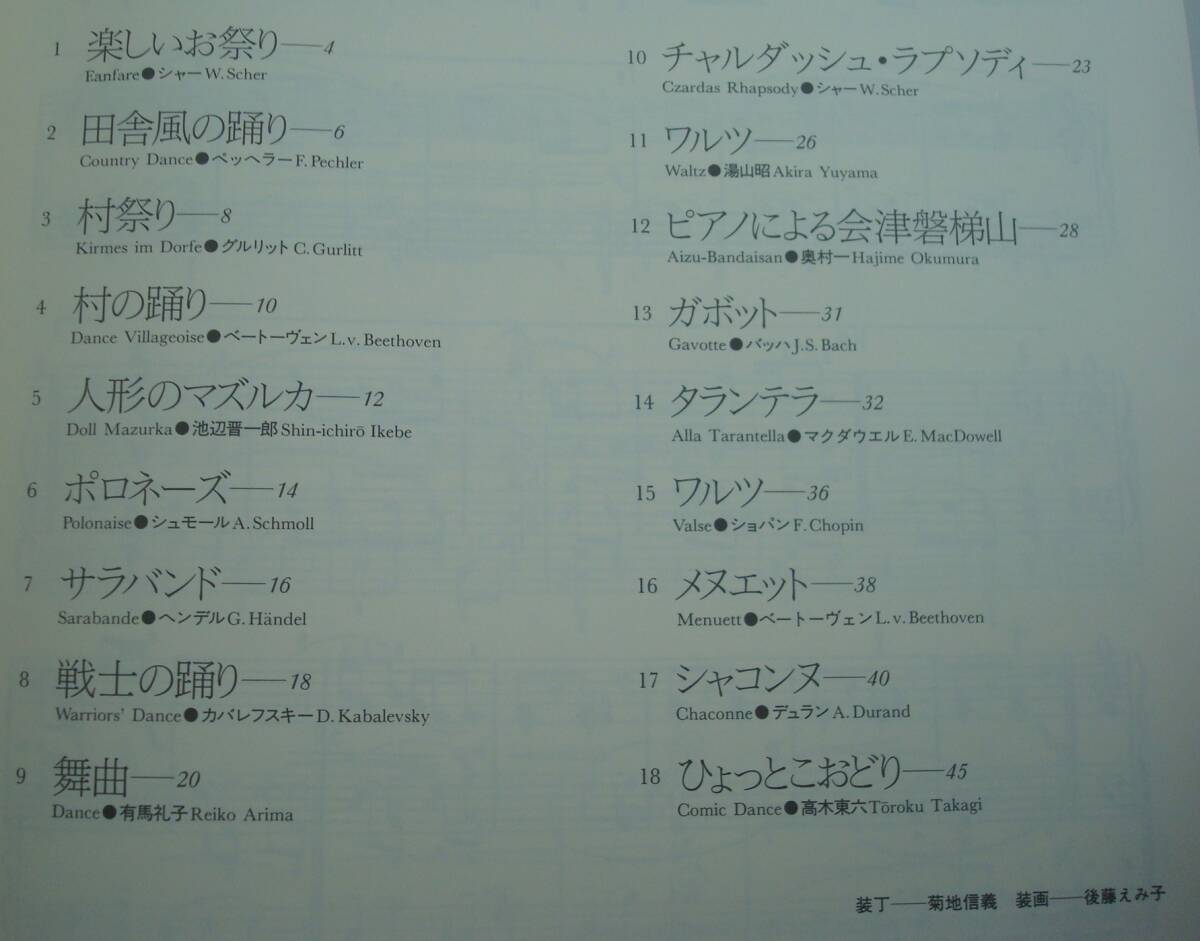 1 楽しいお祭り——4
Eanfare●シャーW. Scher
2 田舎風の踊り——6
Country Dance●ペッヘラーF. Pechler
3 村祭り——8
Kirmes im Dorfe●グルリットC. Gurlitt
4 村の踊り——10
Dance Villageoise●ベートーヴェンL.v. Beethoven
5 人形のマズルカ——12
Doll Mazurka●池辺晋一郎Shin-ichirō Ikebe
6 ポロネーズ——14
Polonaise●シュモールA. Schmoll
7 サラバンド——16
Sarabande●ヘンデルG. Händel
8 戦士の踊り——18
Warriors' Dance●カバレフスキーD. Kabalevsky
9 舞曲——20
Dance●有馬礼子Reiko Arima
10 チャルダッシュ・ラプソディ——23
Czardas Rhapsody●シャーW. Scher
11 ワルツ——26
Waltz●湯山昭Akira Yuyama
12 ピアノによる会津磐梯山——28
Aizu-Bandaisan●奥村一Hajime Okumura
13 ガボット——31
Gavotte●バッハJ.S. Bach
14 タランテラ——32
Alla Tarantella●マクダウエルE. MacDowell
15 ワルツ——36
Valse●ショパンF. Chopin
16 メヌエット——38
Menuett●ベートーヴェンL.v. Beethoven
17 シャコンヌ——40
Chaconne●デュランA. Durand
18 ひょっとこおどり——45
Comic Dance●高木東六Tōroku Takagi
装丁——菊地信義 装画——後藤えみ子